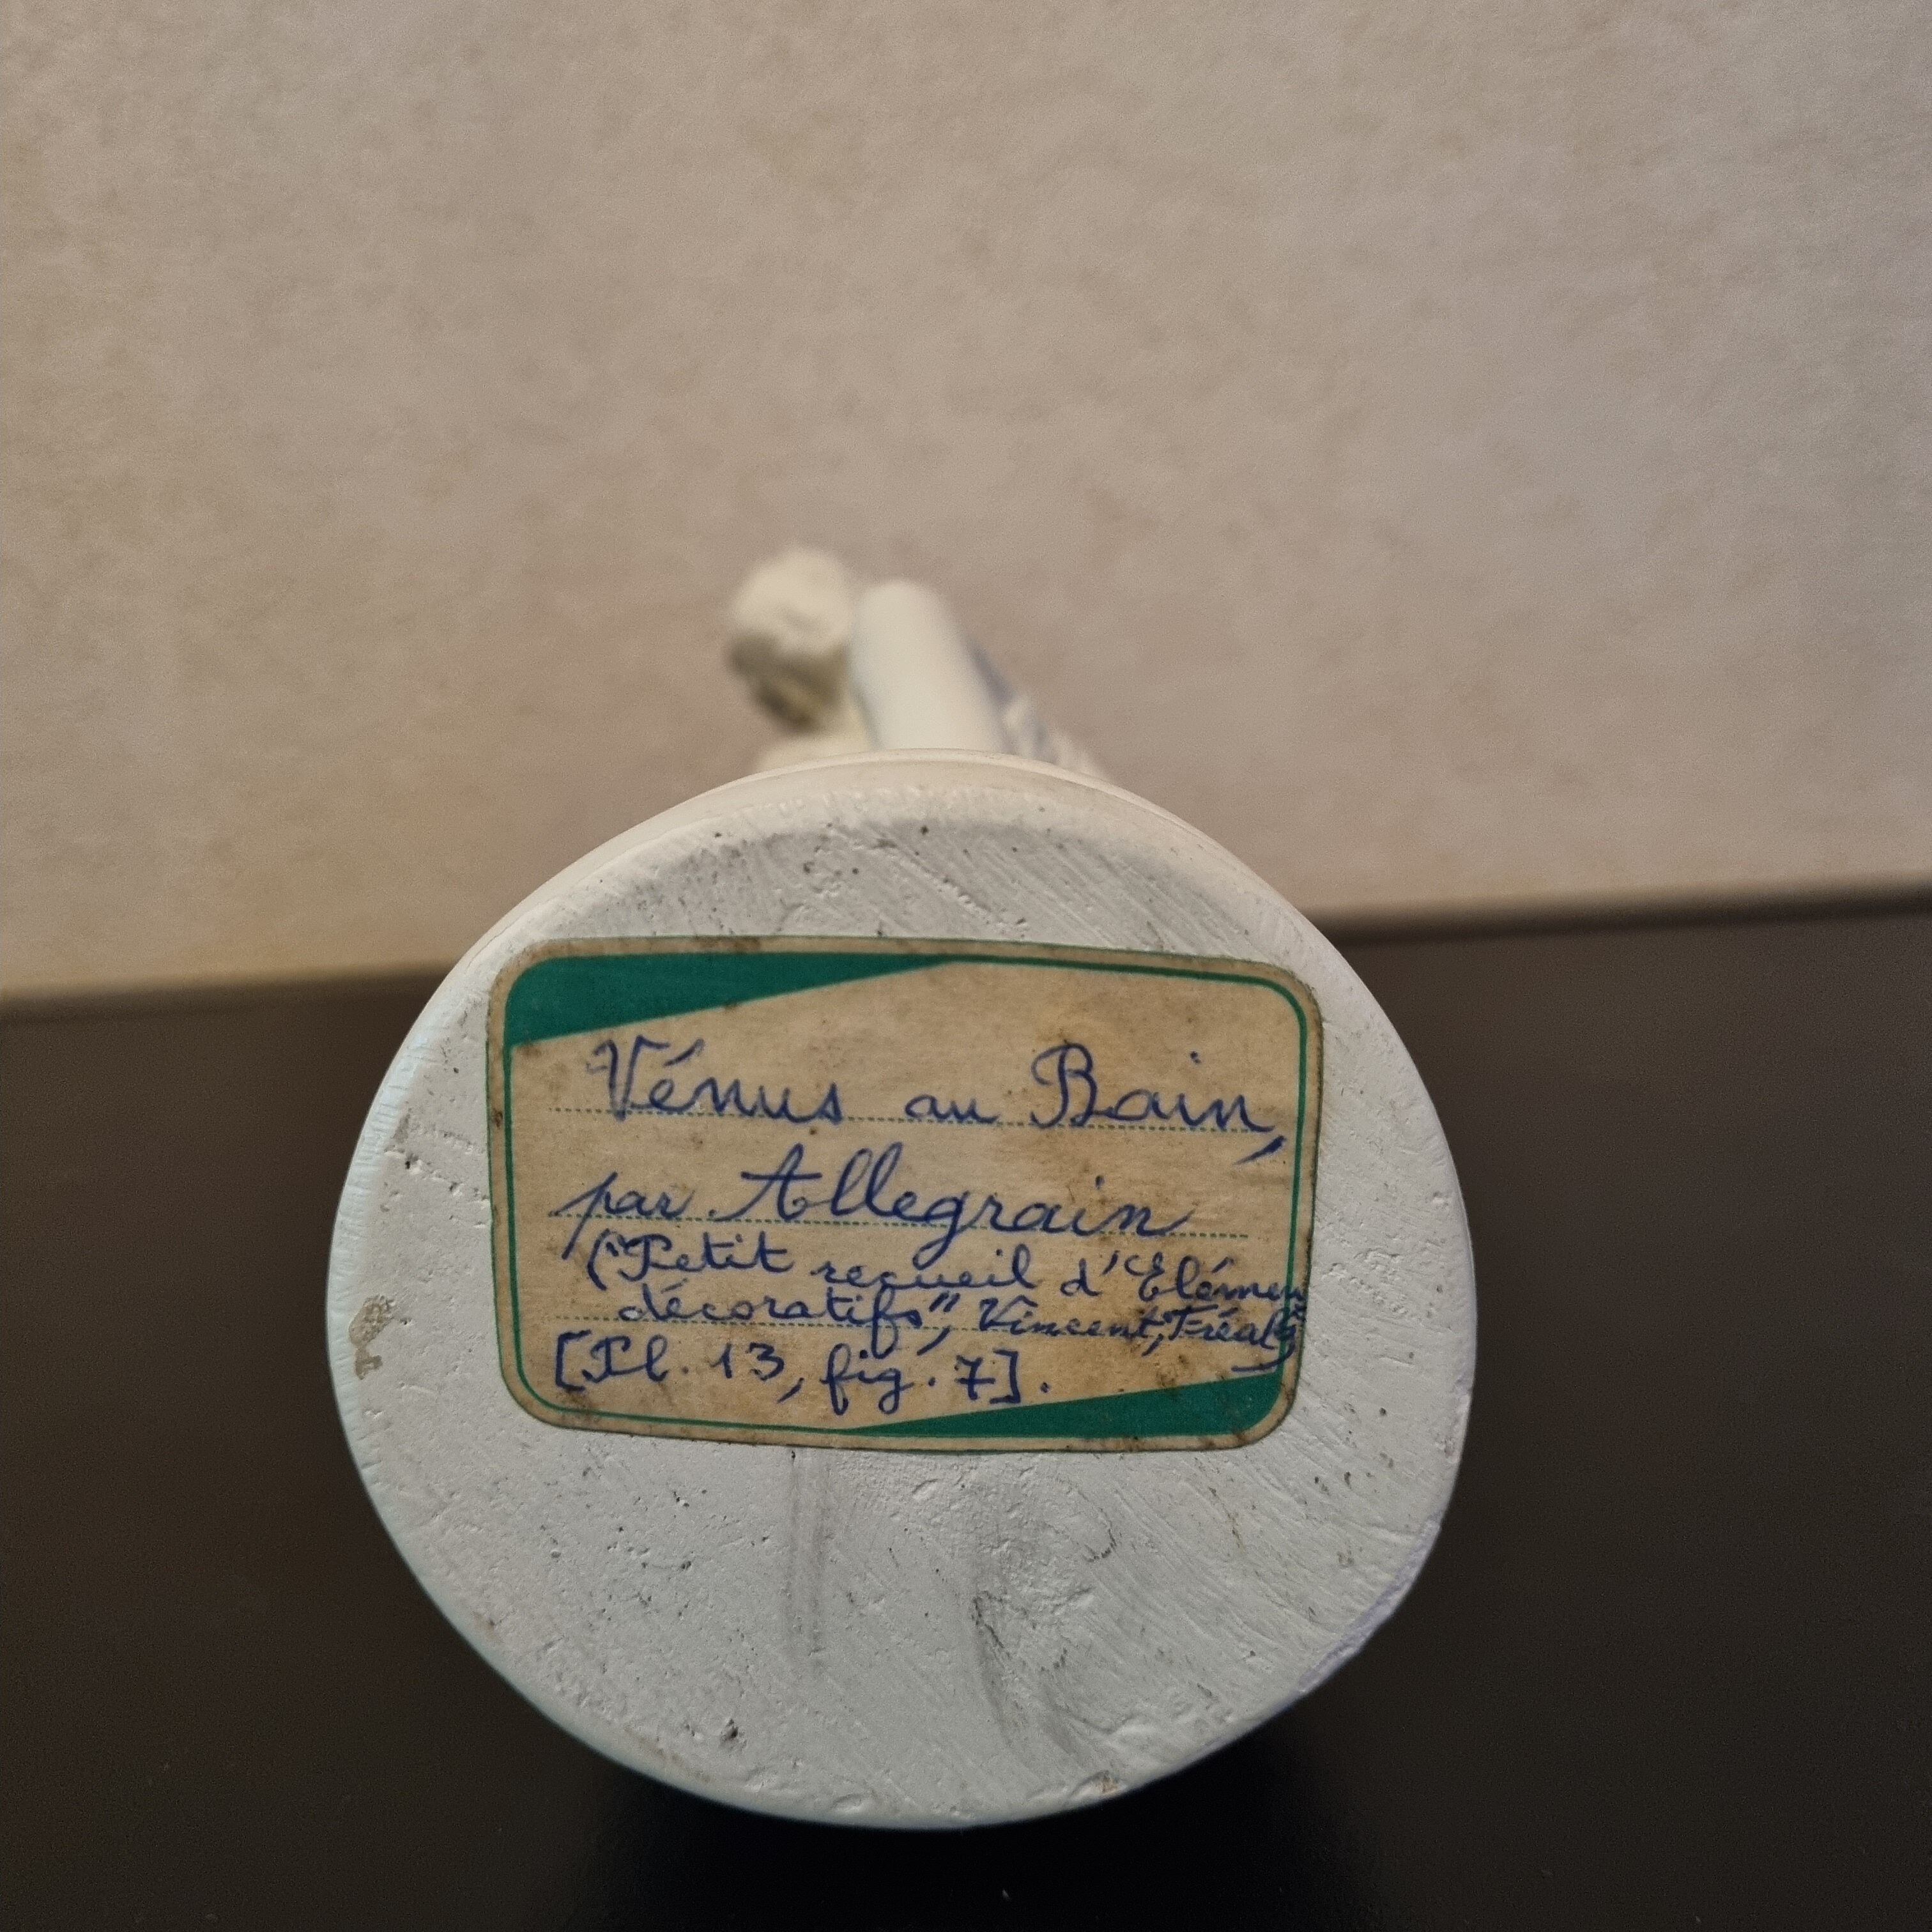 Vénus au Bain,
par Allegrain
("Petit recueil d'Elémen
décoratifs", Vincent, Fréal)
[Pl. 13, fig. 7].